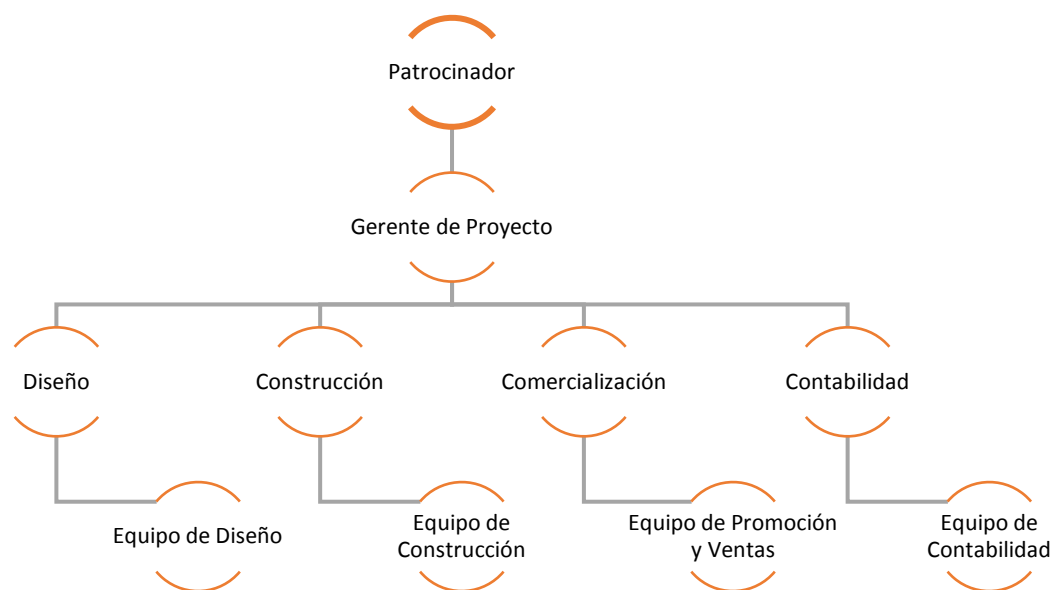 Patrocinador
Gerente de Proyecto
Diseño
Construcción
Comercialización
Contabilidad
Equipo de Diseño
Equipo de
Construcción
Equipo de Promoción
y Ventas
Equipo de
Contabilidad